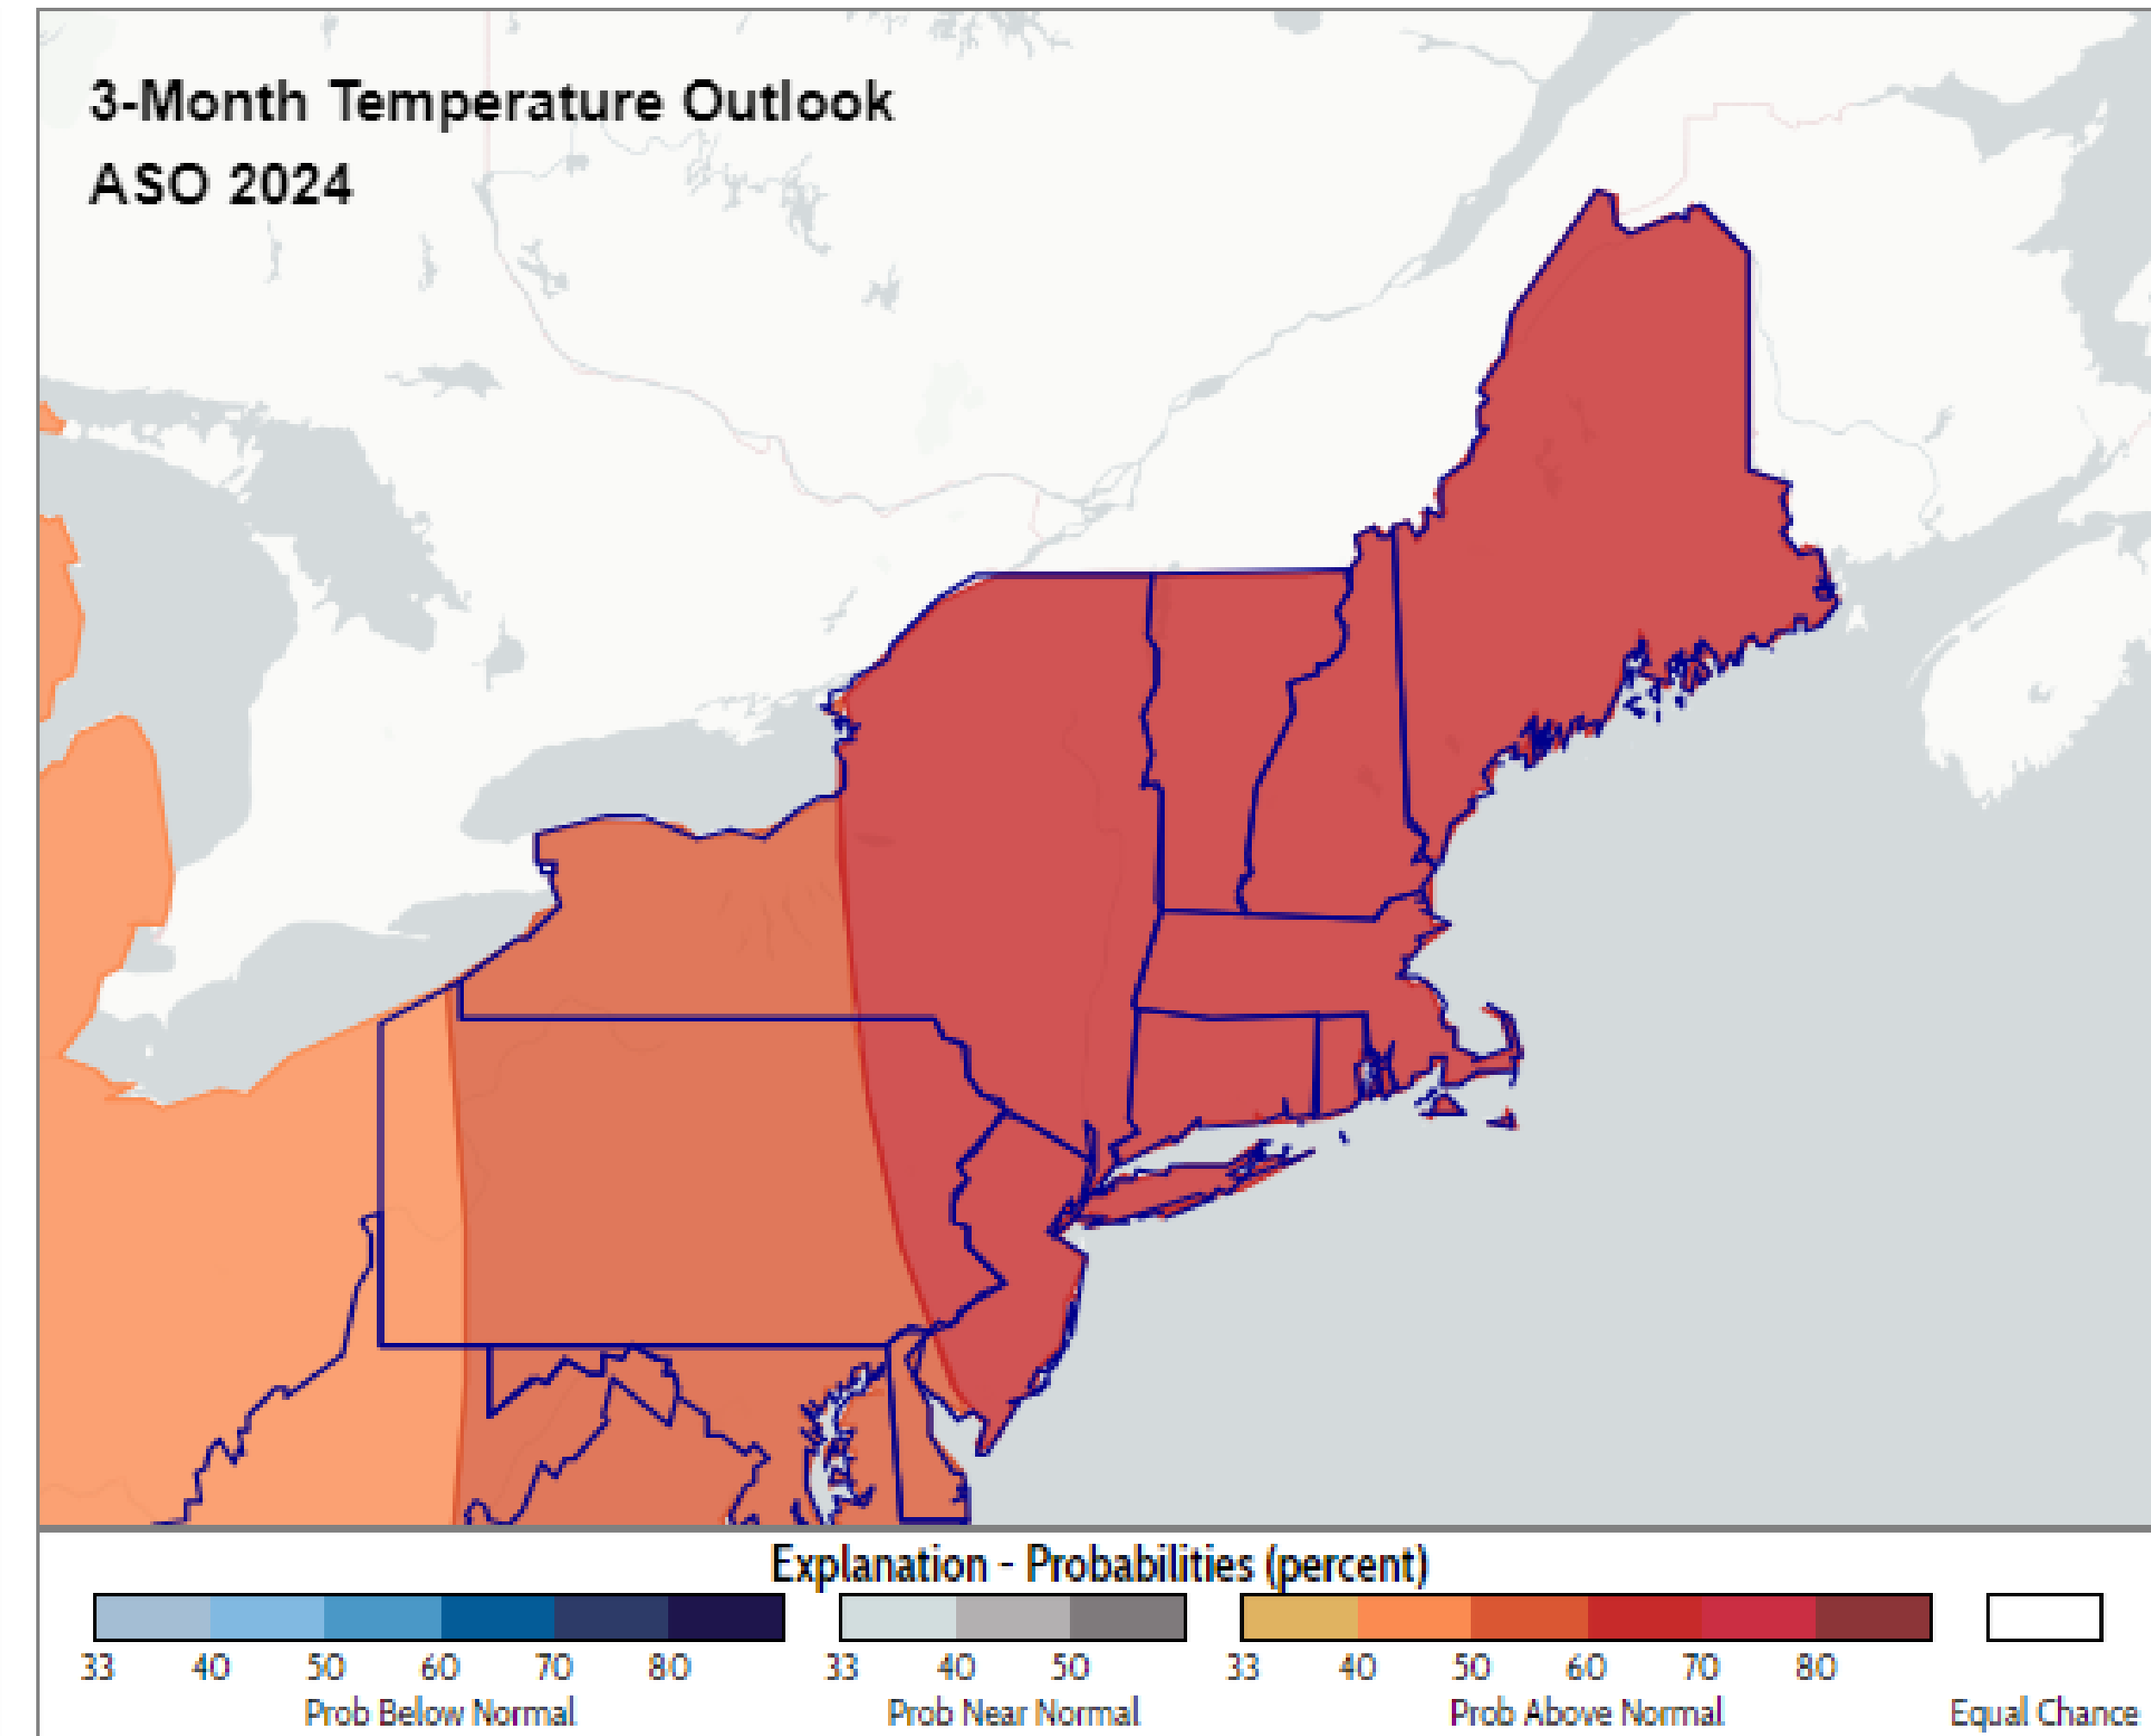 3-Month Temperature Outlook
ASO 2024
Explanation - Probabilities (percent)
33 40 50 60 70 80 33 40 50 33 40 50 60 70 80
Prob Below Normal Prob Near Normal Prob Above Normal Equal Chance